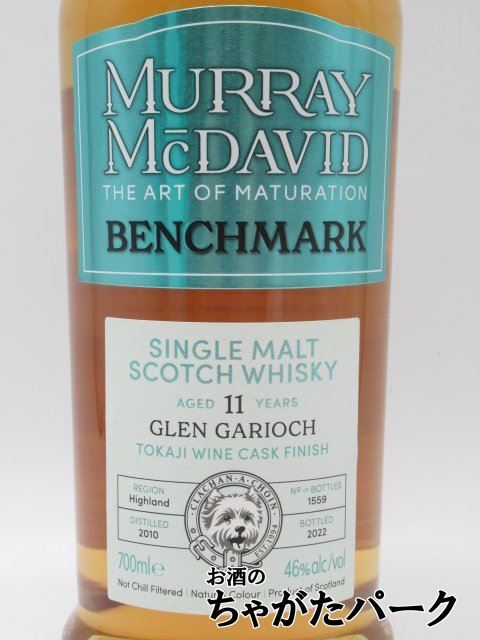 MURRAY
McDAVID
THE ART OF MATURATION
BENCHMARK
SINGLE MALT
SCOTCH WHISKY
AGED 11 YEARS
GLEN GARIOCH
TOKAJI WINE CASK FINISH
REGION
Highland
DISTILLED
2010
CLACHAN·A·CHOIN
EST.1994
Nº OF BOTTLES
1559
BOTTLED
2022
700mle
46%alc/vol
Not Chill Filtered | Natural Colour | Product of Scotland
お酒の
ちゃがたパーク